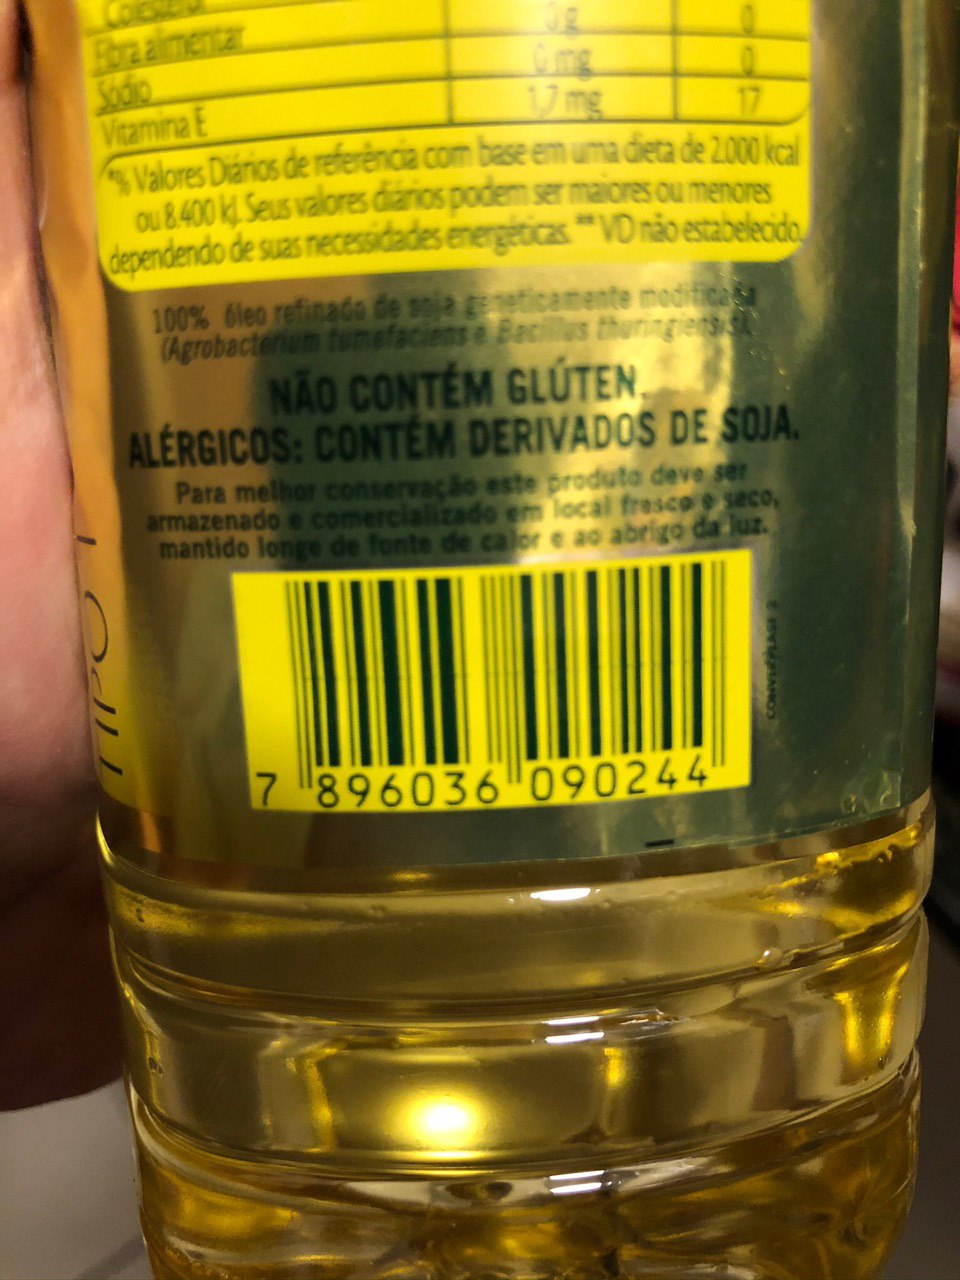 Colesterol
Fibra alimentar 0 g 0
Sódio 0 mg 0
Vitamina E 1,7 mg 17
*% Valores Diários de referência com base em uma dieta de 2.000 kcal
ou 8.400 kJ. Seus valores diários podem ser maiores ou menores
dependendo de suas necessidades energéticas. ** VD não estabelecido.
100% óleo refinado de soja geneticamente modificada
(Agrobacterium tumefaciens e Bacillus thuringiensis).
NÃO CONTÉM GLÚTEN.
ALÉRGICOS: CONTÉM DERIVADOS DE SOJA.
Para melhor conservação este produto deve ser
armazenado e comercializado em local fresco e seco,
mantido longe de fonte de calor e ao abrigo da luz.
7 896036 090244
TIPO 1